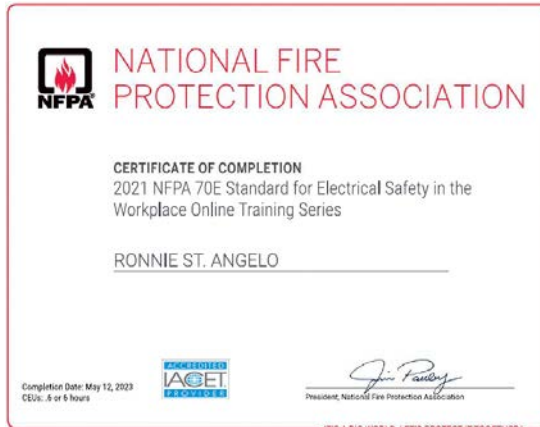 NFPA®
NATIONAL FIRE
PROTECTION ASSOCIATION
CERTIFICATE OF COMPLETION
2021 NFPA 70E Standard for Electrical Safety in the
Workplace Online Training Series
RONNIE ST. ANGELO
Completion Date: May 12, 2023
CEUs: .6 or 6 hours
ACCREDITED
IACET
PROVIDER
Jim Pauley
President, National Fire Protection Association